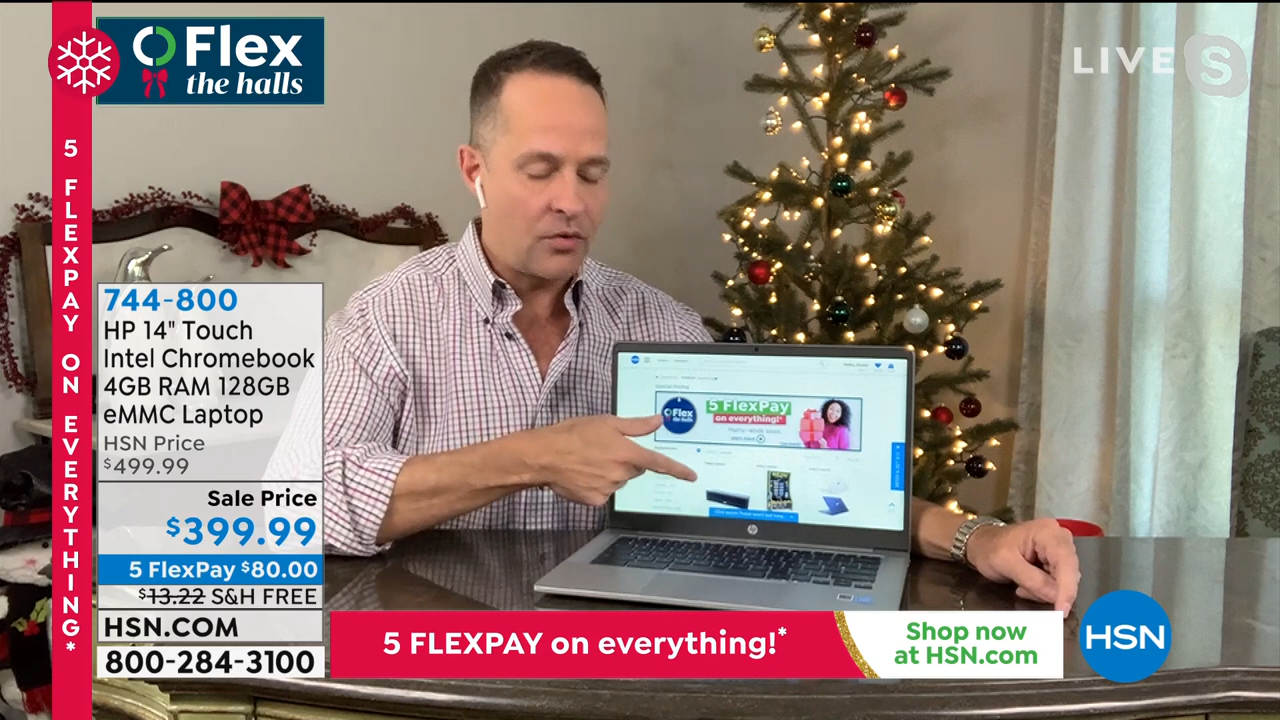 Flex
the halls
LIVE S
5 FLEXPAY ON EVERYTHING*
744-800
HP 14" Touch
Intel Chromebook
4GB RAM 128GB
eMMC Laptop
HSN Price
$499.99
Sale Price
$399.99
5 FlexPay $80.00
$13.22 S&H FREE
HSN.COM
800-284-3100
Flex
the halls
5 FlexPay
on everything!*
hp
5 FLEXPAY on everything!*
Shop now
at HSN.com
HSN